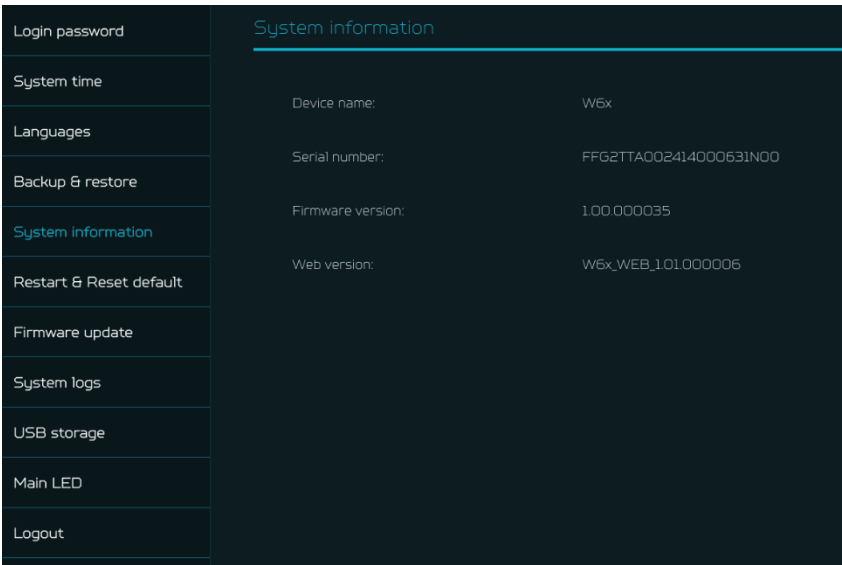 Login password
System time
Languages
Backup & restore
System information
Restart & Reset default
Firmware update
System logs
USB storage
Main LED
Logout
System information
Device name: W6x
Serial number: FFG2TTA002414000631N00
Firmware version: 1.00.000035
Web version: W6x_WEB_1.01.000006